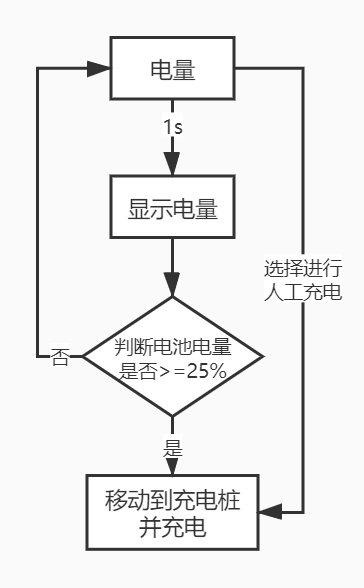 电量
1s
显示电量
选择进行
人工充电
判断电池电量
是否>=25%
否
是
移动到充电桩
并充电